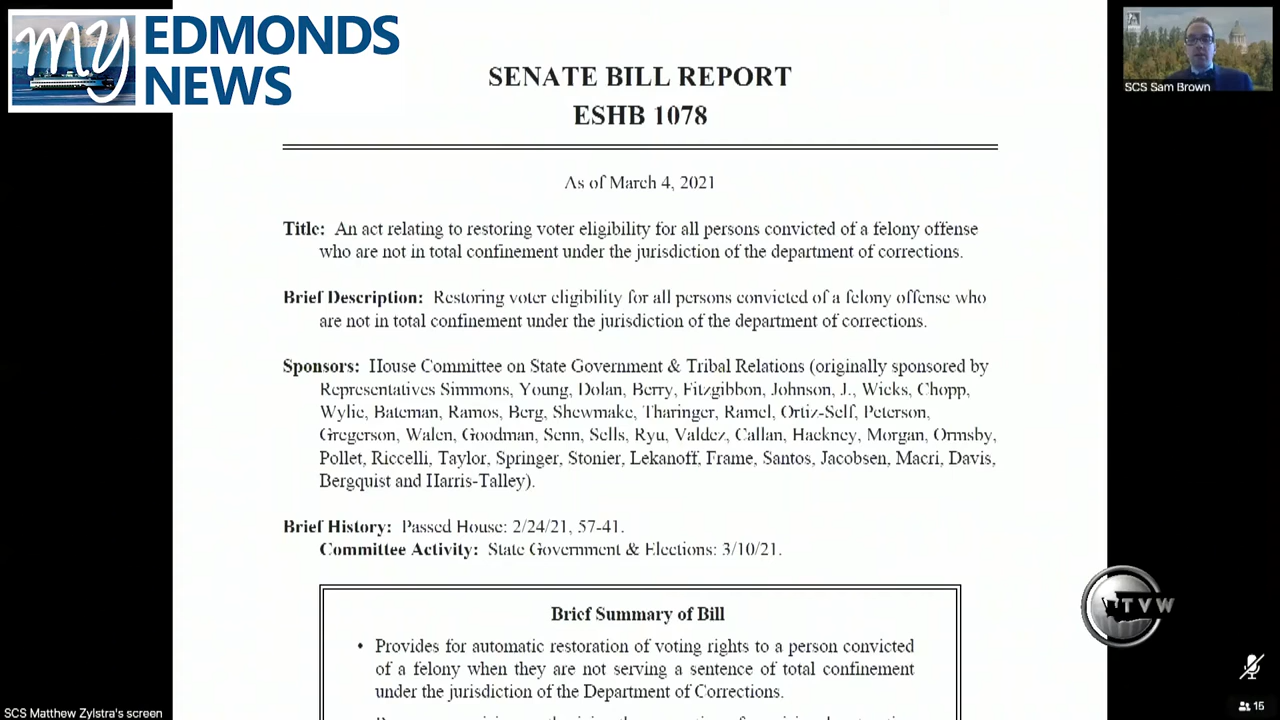 my EDMONDS
NEWS
SCS Sam Brown
SENATE BILL REPORT
ESHB 1078
As of March 4, 2021
Title: An act relating to restoring voter eligibility for all persons convicted of a felony offense
who are not in total confinement under the jurisdiction of the department of corrections.
Brief Description: Restoring voter eligibility for all persons convicted of a felony offense who
are not in total confinement under the jurisdiction of the department of corrections.
Sponsors: House Committee on State Government & Tribal Relations (originally sponsored by
Representatives Simmons, Young, Dolan, Berry, Fitzgibbon, Johnson, J., Wicks, Chopp,
Wylie, Bateman, Ramos, Berg, Shewmake, Tharinger, Ramel, Ortiz-Self, Peterson,
Gregerson, Walen, Goodman, Senn, Sells, Ryu, Valdez, Callan, Hackney, Morgan, Ormsby,
Pollet, Riccelli, Taylor, Springer, Stonier, Lekanoff, Frame, Santos, Jacobsen, Macri, Davis,
Bergquist and Harris-Talley).
Brief History: Passed House: 2/24/21, 57-41.
Committee Activity: State Government & Elections: 3/10/21.
Brief Summary of Bill
• Provides for automatic restoration of voting rights to a person convicted
of a felony when they are not serving a sentence of total confinement
under the jurisdiction of the Department of Corrections.
TVW
SCS Matthew Zylstra's screen
15